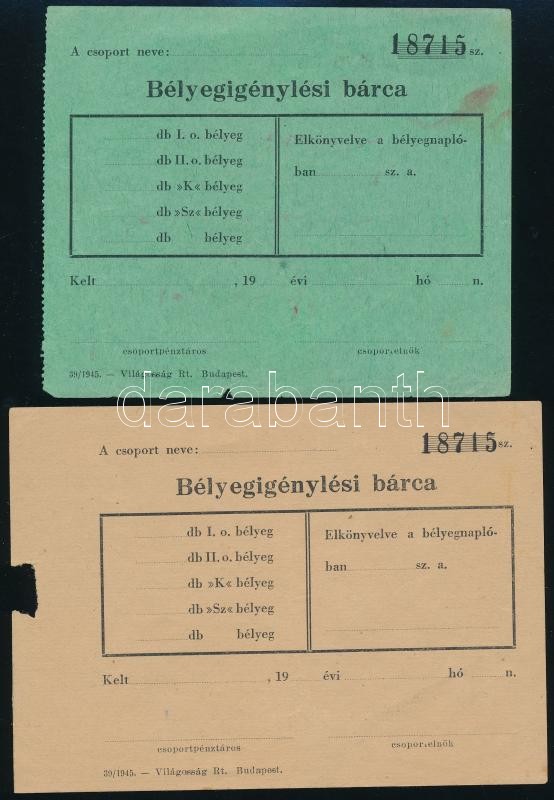 A csoport neve: 18715 sz.
Bélyegigénylési bárca
db I. o. bélyeg
db II. o. bélyeg
db »K« bélyeg
db »Sz« bélyeg
db bélyeg
Elkönyvelve a bélyegnapló-
ban sz. a.
Kelt , 19 évi hó n.
csoportpénztáros csoportelnök
39/1945. — Világosság Rt. Budapest.
darabanth
A csoport neve: 18715 sz.
Bélyegigénylési bárca
db I. o. bélyeg
db II. o. bélyeg
db »K« bélyeg
db »Sz« bélyeg
db bélyeg
Elkönyvelve a bélyegnapló-
ban sz. a.
Kelt , 19 évi hó n.
csoportpénztáros csoportelnök
39/1945. — Világosság Rt. Budapest.